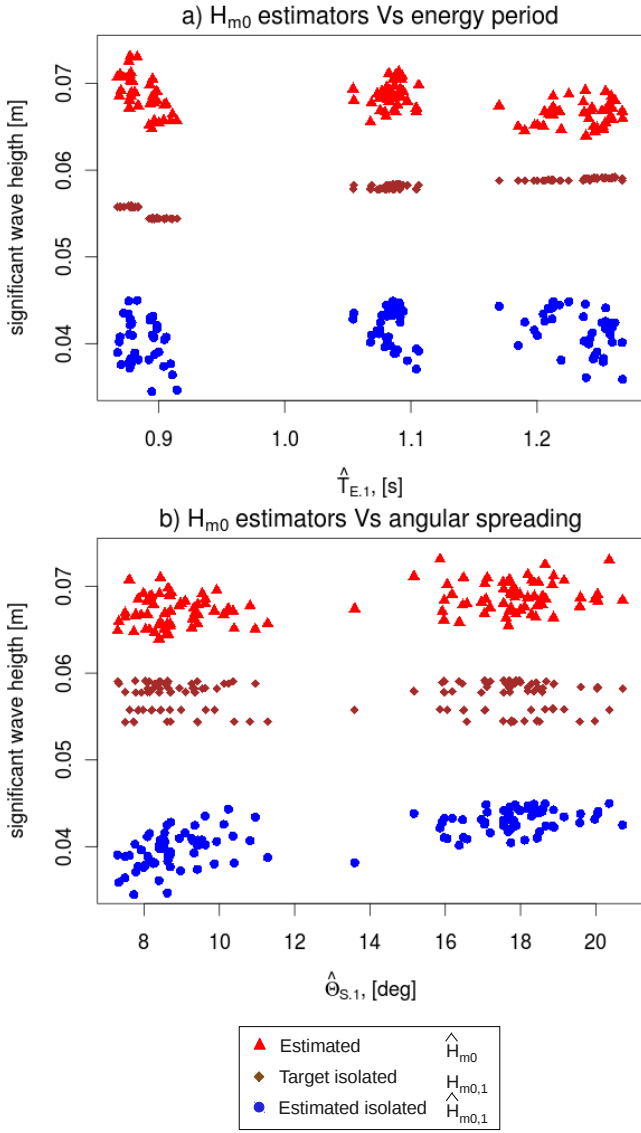 a) Hm0 estimators Vs energy period
significant wave heigth [m]
0.07
0.06
0.05
0.04
0.9 1.0 1.1 1.2
T̂E.1, [s]
b) Hm0 estimators Vs angular spreading
significant wave heigth [m]
0.07
0.06
0.05
0.04
8 10 12 14 16 18 20
Θ̂S.1, [deg]
Estimated Ĥm0
Target isolated Hm0,1
Estimated isolated Ĥm0,1